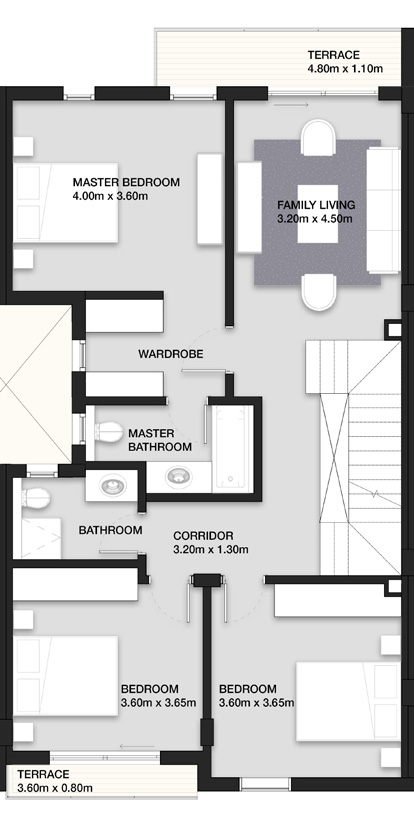 TERRACE
4.80m x 1.10m
MASTER BEDROOM
4.00m x 3.60m
FAMILY LIVING
3.20m x 4.50m
WARDROBE
MASTER
BATHROOM
BATHROOM
CORRIDOR
3.20m x 1.30m
BEDROOM
3.60m x 3.65m
BEDROOM
3.60m x 3.65m
TERRACE
3.60m x 0.80m